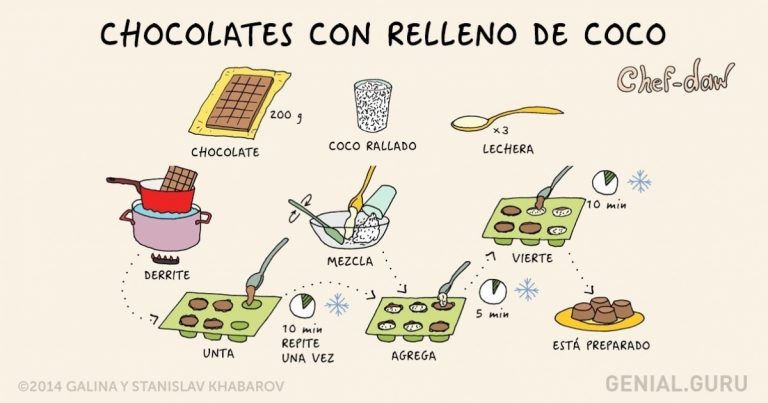 CHOCOLATES CON RELLENO DE COCO
Chef-daw
200 g
CHOCOLATE
COCO RALLADO
×3
LECHERA
DERRITE
MEZCLA
10 min
VIERTE
UNTA
10 min
REPITE
UNA VEZ
AGREGA
5 min
ESTÁ PREPARADO
©2014 GALINA Y STANISLAV KHABAROV
GENIAL.GURU